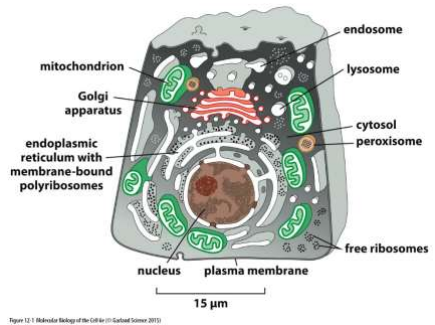 endosome
mitochondrion
lysosome
Golgi
apparatus
cytosol
peroxisome
endoplasmic
reticulum with
membrane-bound
polyribosomes
free ribosomes
nucleus
plasma membrane
15 μm
Figure 12-1 Molecular Biology of the Cell 6e (© Garland Science 2015)